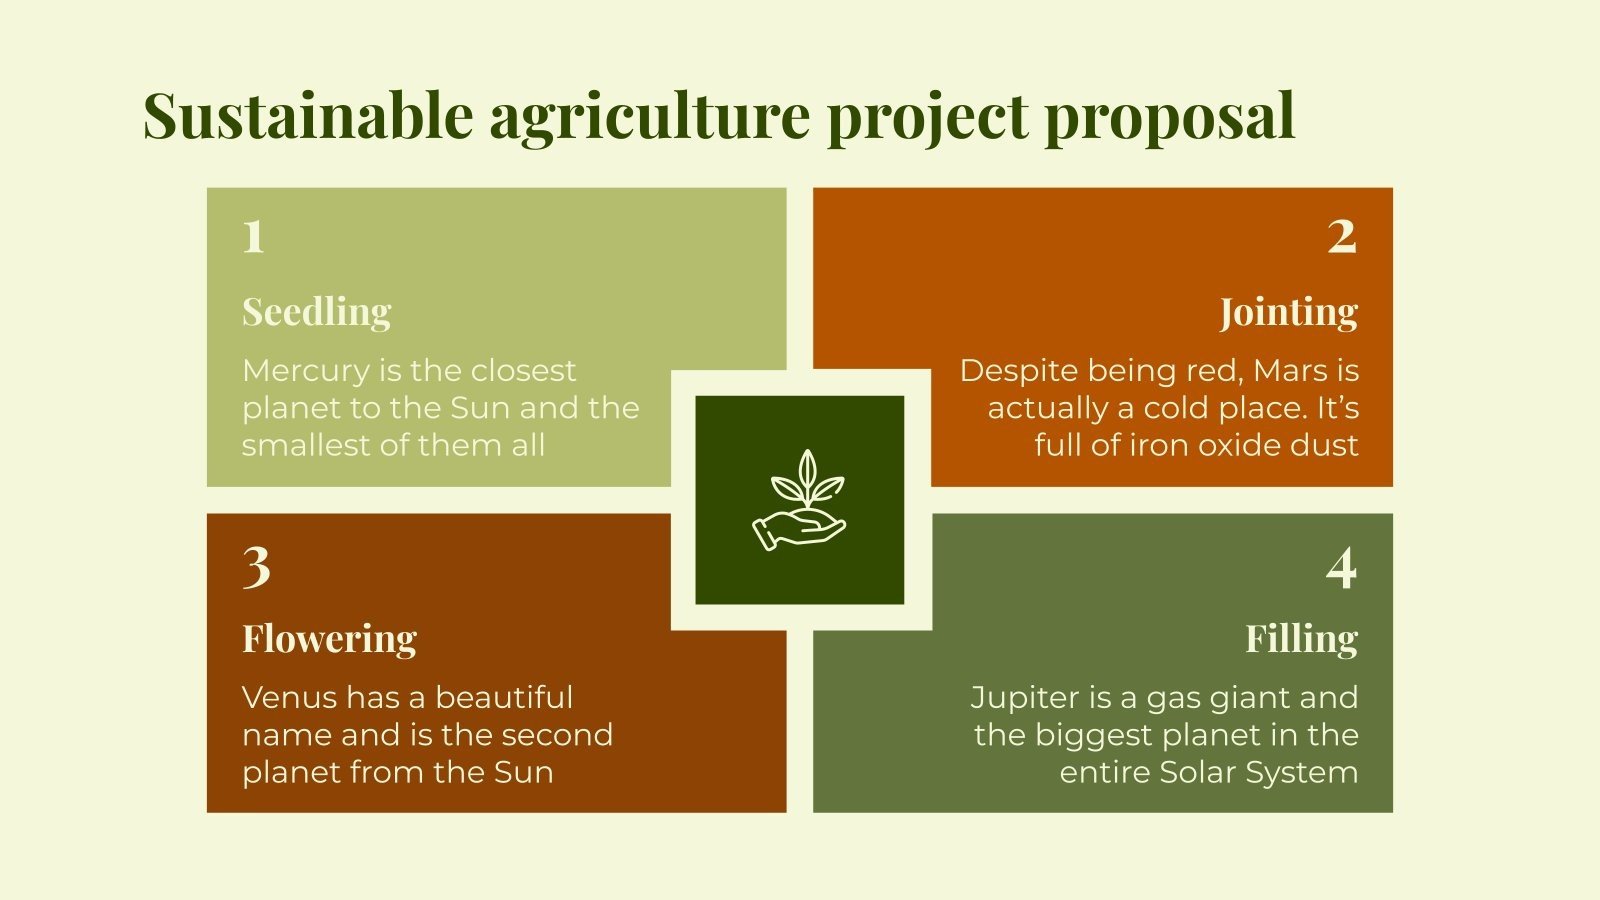 Sustainable agriculture project proposal
1
Seedling
Mercury is the closest
planet to the Sun and the
smallest of them all
2
Jointing
Despite being red, Mars is
actually a cold place. It’s
full of iron oxide dust
3
Flowering
Venus has a beautiful
name and is the second
planet from the Sun
4
Filling
Jupiter is a gas giant and
the biggest planet in the
entire Solar System